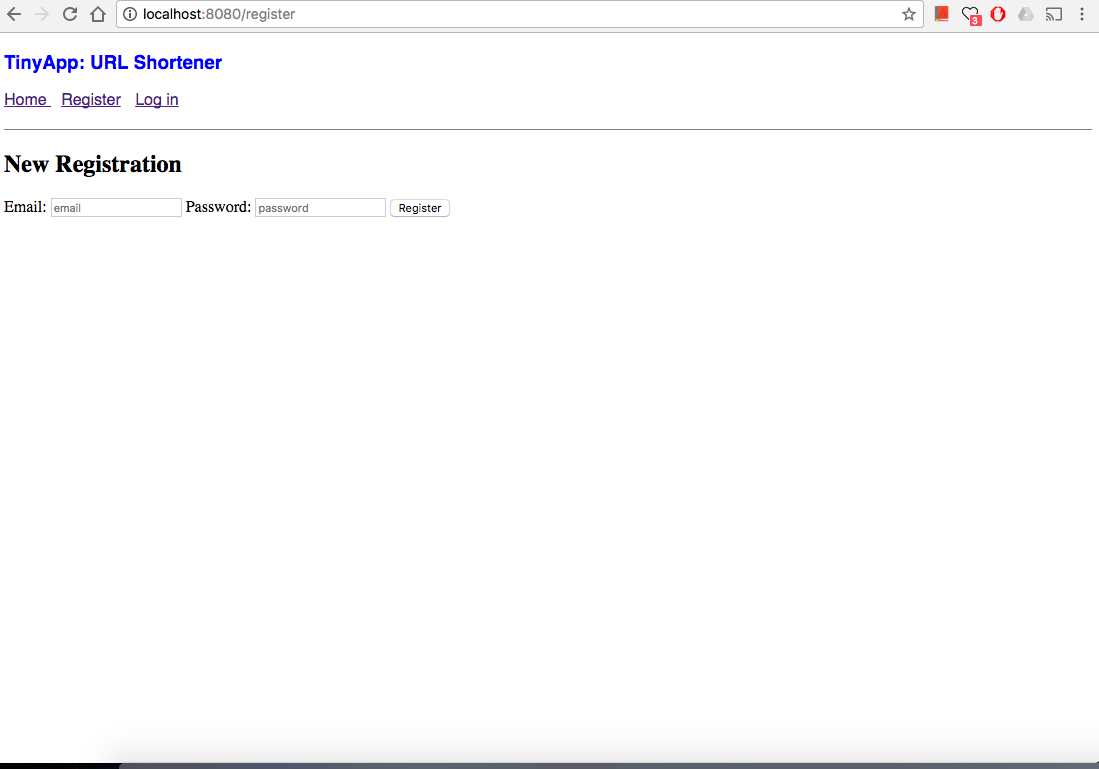 localhost:8080/register
3
TinyApp: URL Shortener
Home Register Log in
New Registration
Email: email Password: password Register